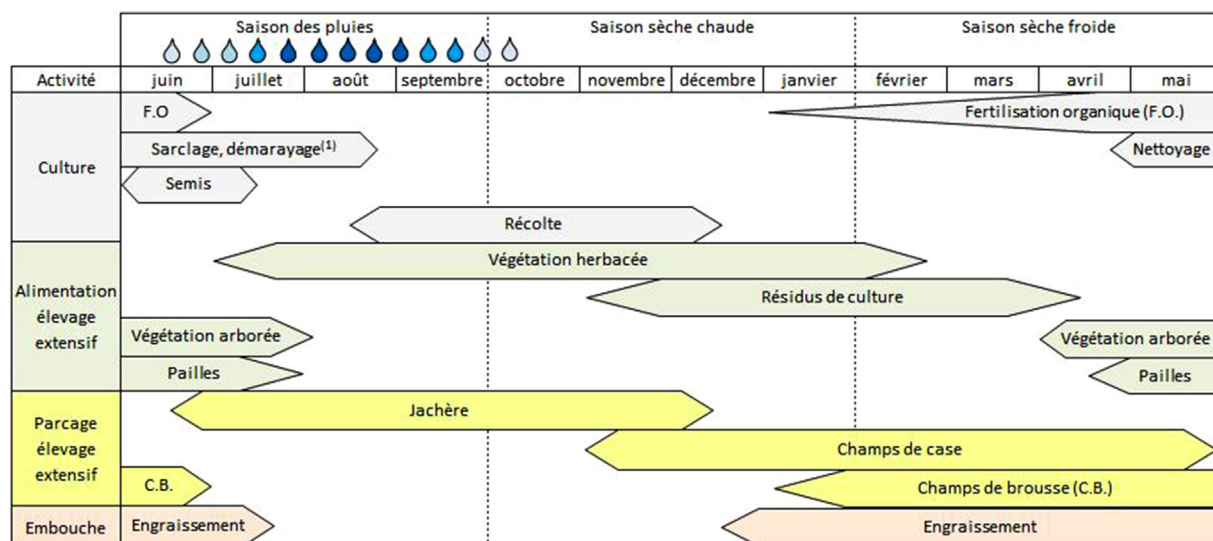 Saison des pluies Saison sèche chaude Saison sèche froide
Activité juin juillet août septembre octobre novembre décembre janvier février mars avril mai
F.O Fertilisation organique (F.O.)
Sarclage, démarayage(1) Nettoyage
Culture
Semis
Récolte
Végétation herbacée
Alimentation
élevage
extensif
Résidus de culture
Végétation arborée Végétation arborée
Pailles Pailles
Jachère
Parcage
élevage
extensif
Champs de case
C.B. Champs de brousse (C.B.)
Embouche Engraissement Engraissement